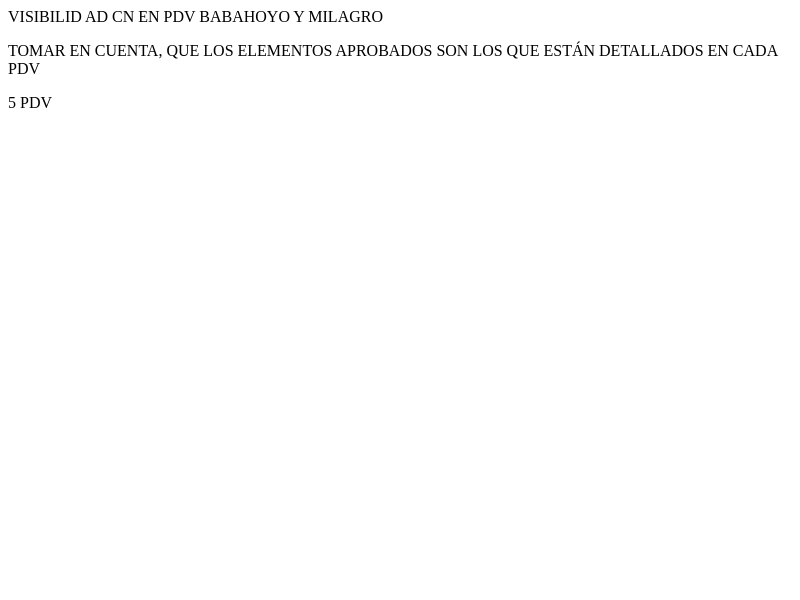 VISIBILID AD CN EN PDV BABAHOYO Y MILAGRO
TOMAR EN CUENTA, QUE LOS ELEMENTOS APROBADOS SON LOS QUE ESTÁN DETALLADOS EN CADA
PDV
5 PDV